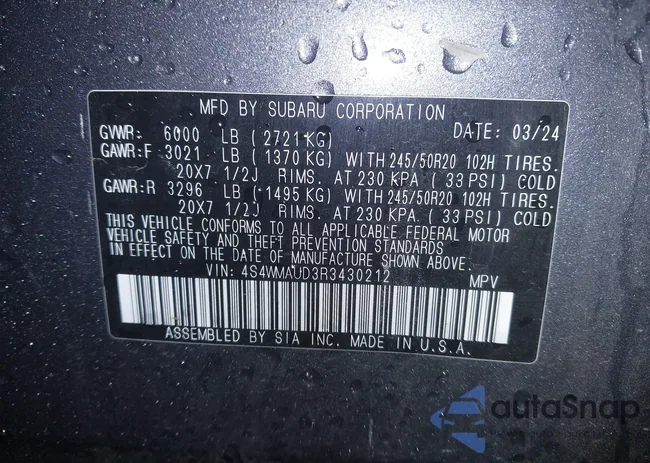 MFD BY SUBARU CORPORATION
GVWR: 6000 LB ( 2721 KG) DATE: 03/24
GAWR:F 3021 LB ( 1370 KG) WITH 245/50R20 102H TIRES.
20X7 1/2J RIMS. AT 230 KPA ( 33 PSI) COLD
GAWR:R 3296 LB ( 1495 KG) WITH 245/50R20 102H TIRES.
20X7 1/2J RIMS. AT 230 KPA ( 33 PSI) COLD
THIS VEHICLE CONFORMS TO ALL APPLICABLE FEDERAL MOTOR
VEHICLE SAFETY AND THEFT PREVENTION STANDARDS IN
EFFECT ON THE DATE OF MANUFACTURE SHOWN ABOVE.
VIN: 4S4WMAUD3R3430212 MPV
ASSEMBLED BY SIA INC. MADE IN U.S.A.
autaSnap